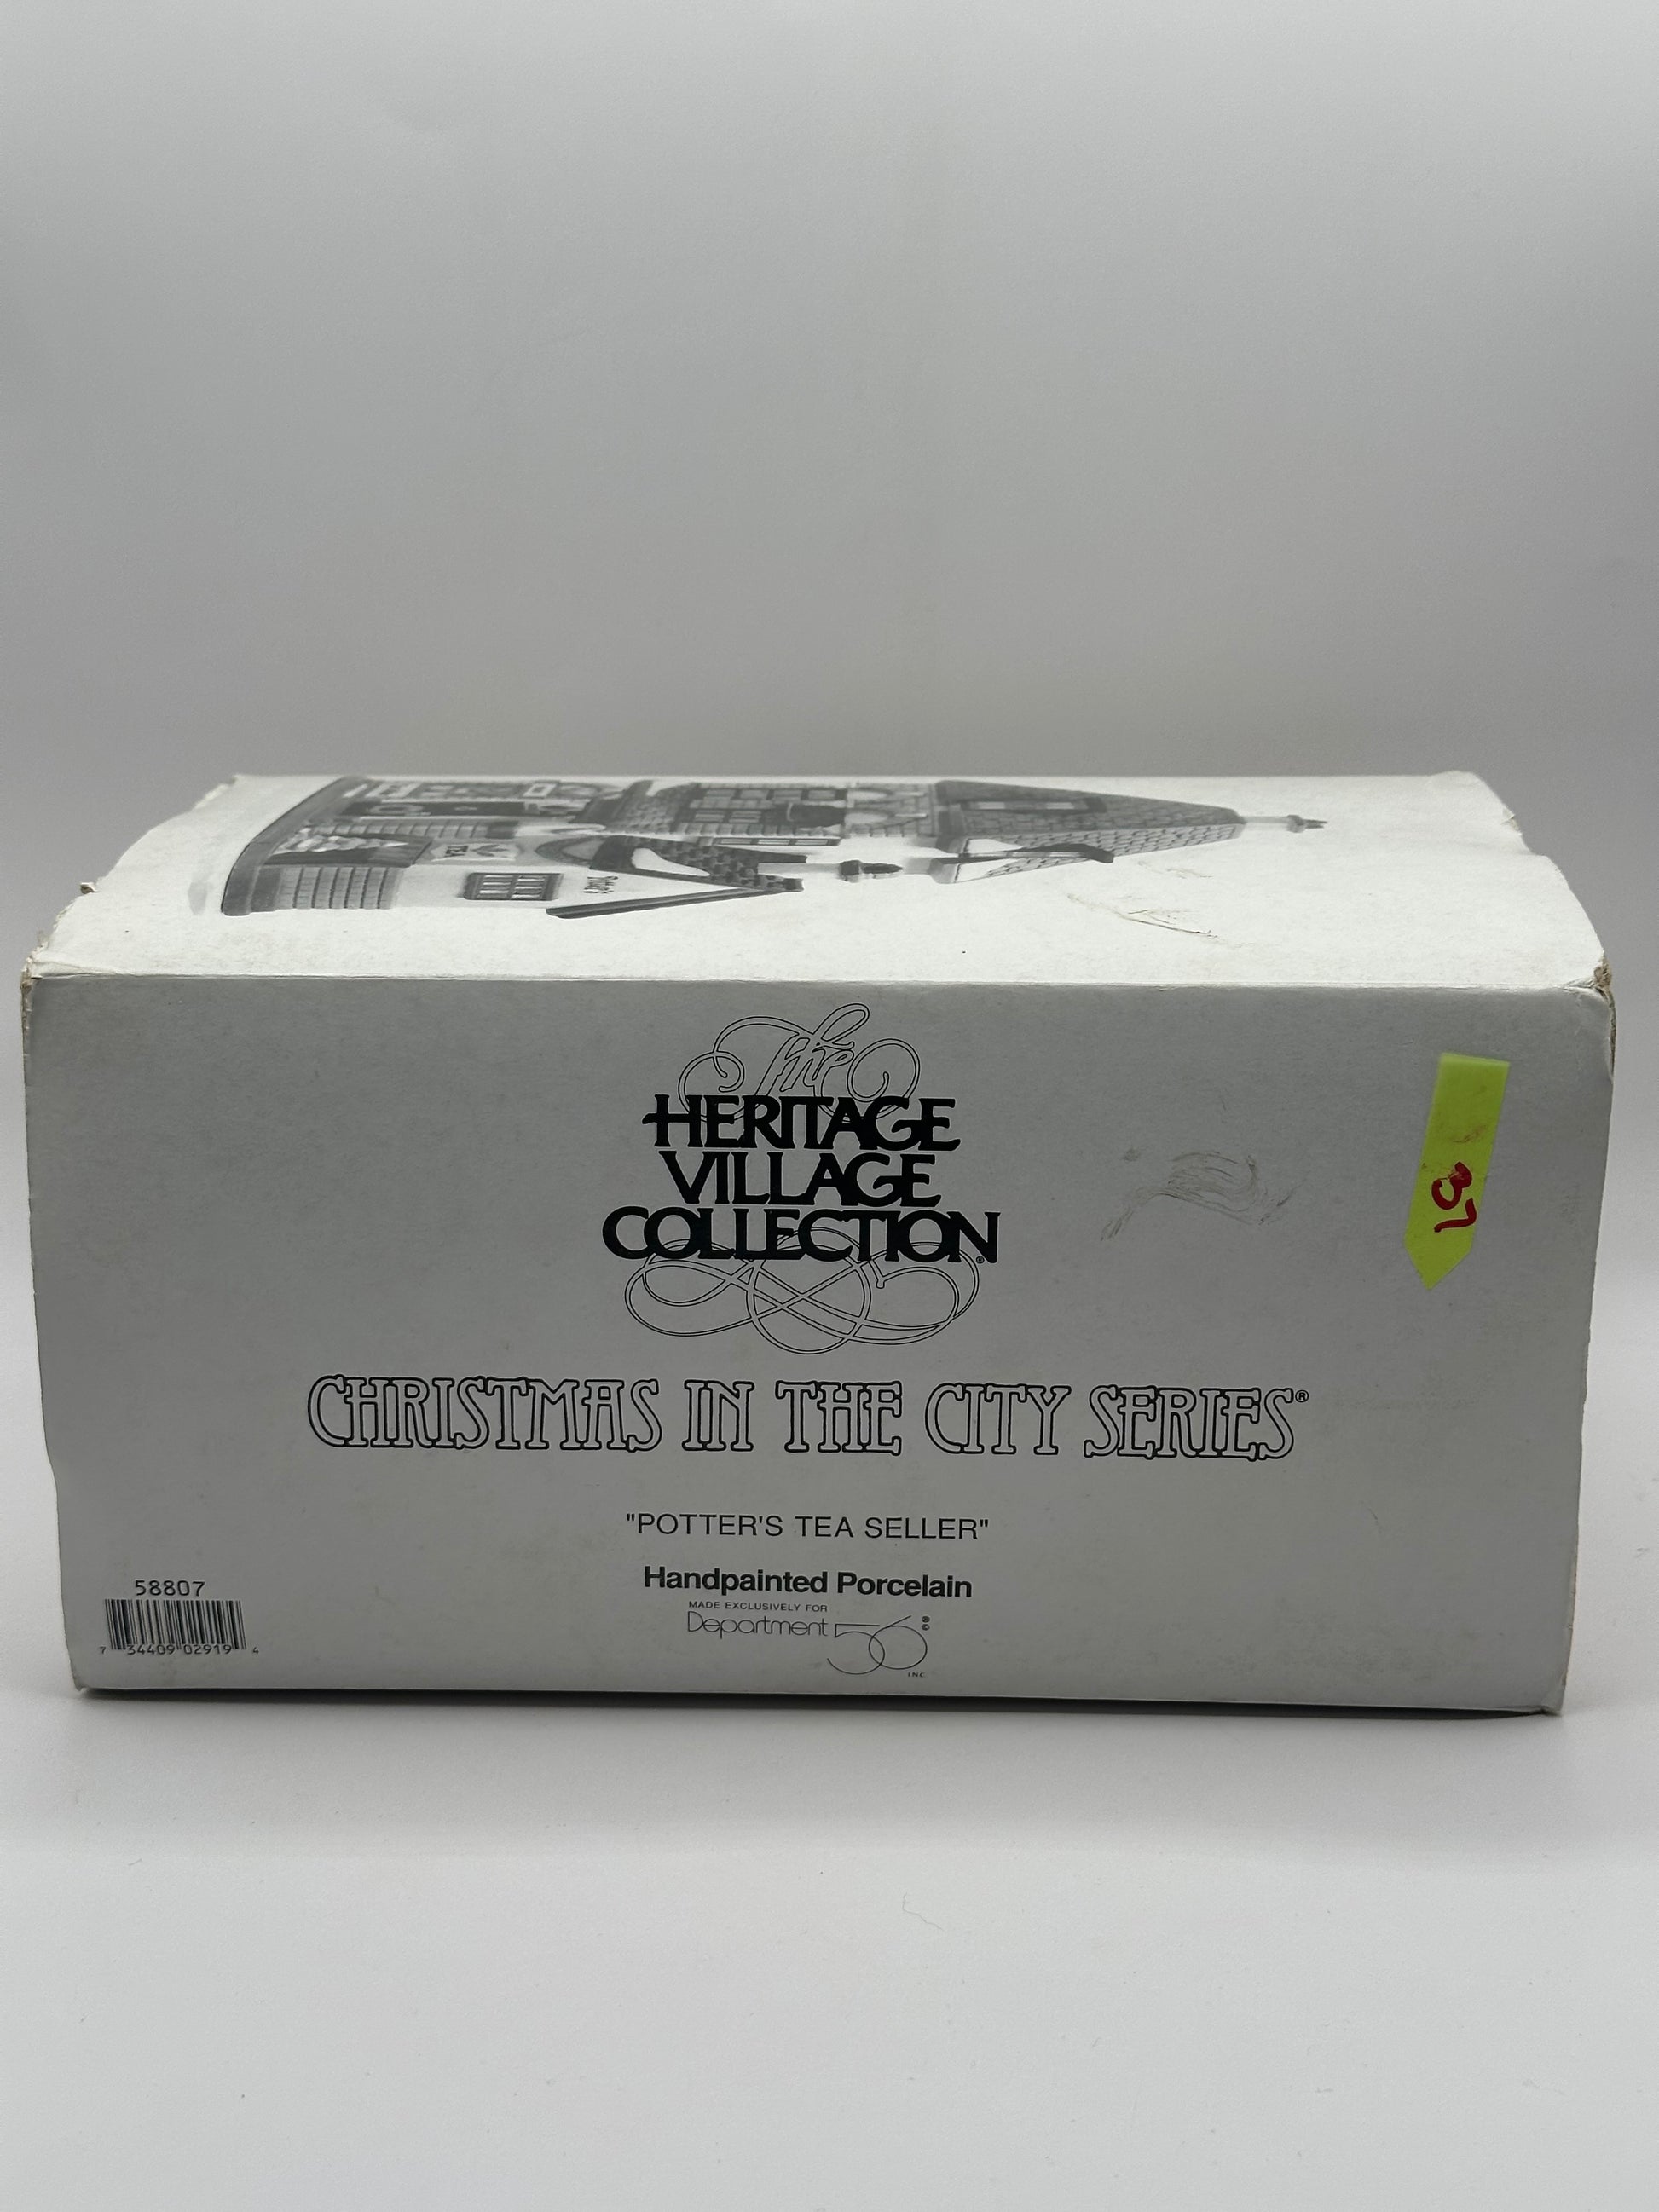 TEA
The
HERITAGE
VILLAGE
COLLECTION®
37
CHRISTMAS IN THE CITY SERIES®
"POTTER'S TEA SELLER"
Handpainted Porcelain
MADE EXCLUSIVELY FOR
Department 56
INC
58807
7 34409 02919 4